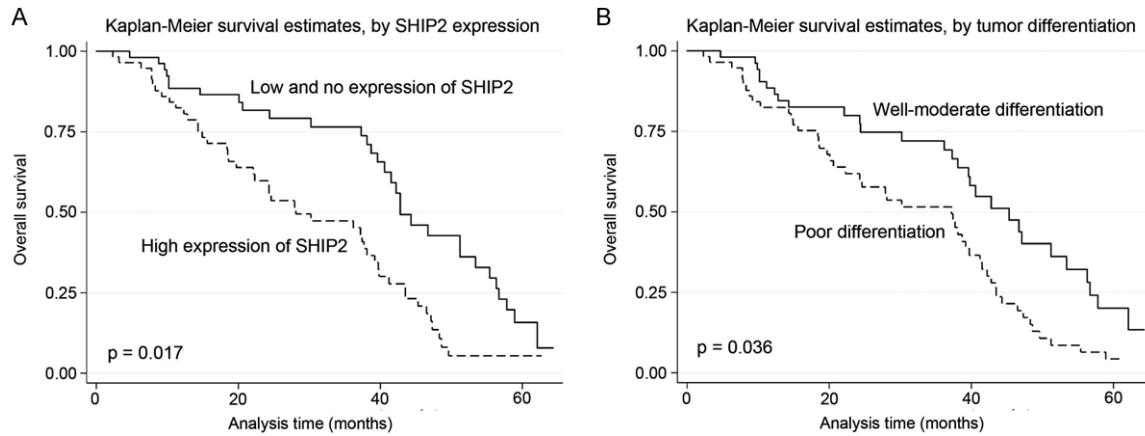 A
Kaplan-Meier survival estimates, by SHIP2 expression
1.00
0.75
0.50
0.25
0.00
Overall survival
Low and no expression of SHIP2
High expression of SHIP2
p = 0.017
0 20 40 60
Analysis time (months)
B
Kaplan-Meier survival estimates, by tumor differentiation
1.00
0.75
0.50
0.25
0.00
Overall survival
Well-moderate differentiation
Poor differentiation
p = 0.036
0 20 40 60
Analysis time (months)